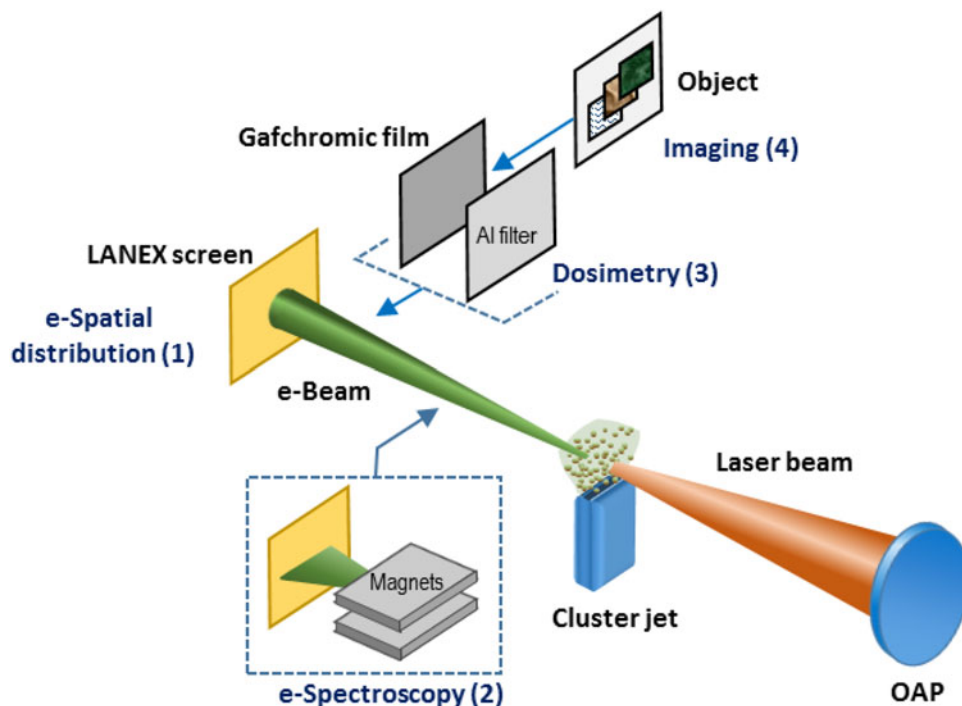 Object
Imaging (4)
Gafchromic film
Al filter
Dosimetry (3)
LANEX screen
e-Spatial
distribution (1)
e-Beam
Laser beam
Magnets
Cluster jet
e-Spectroscopy (2)
OAP